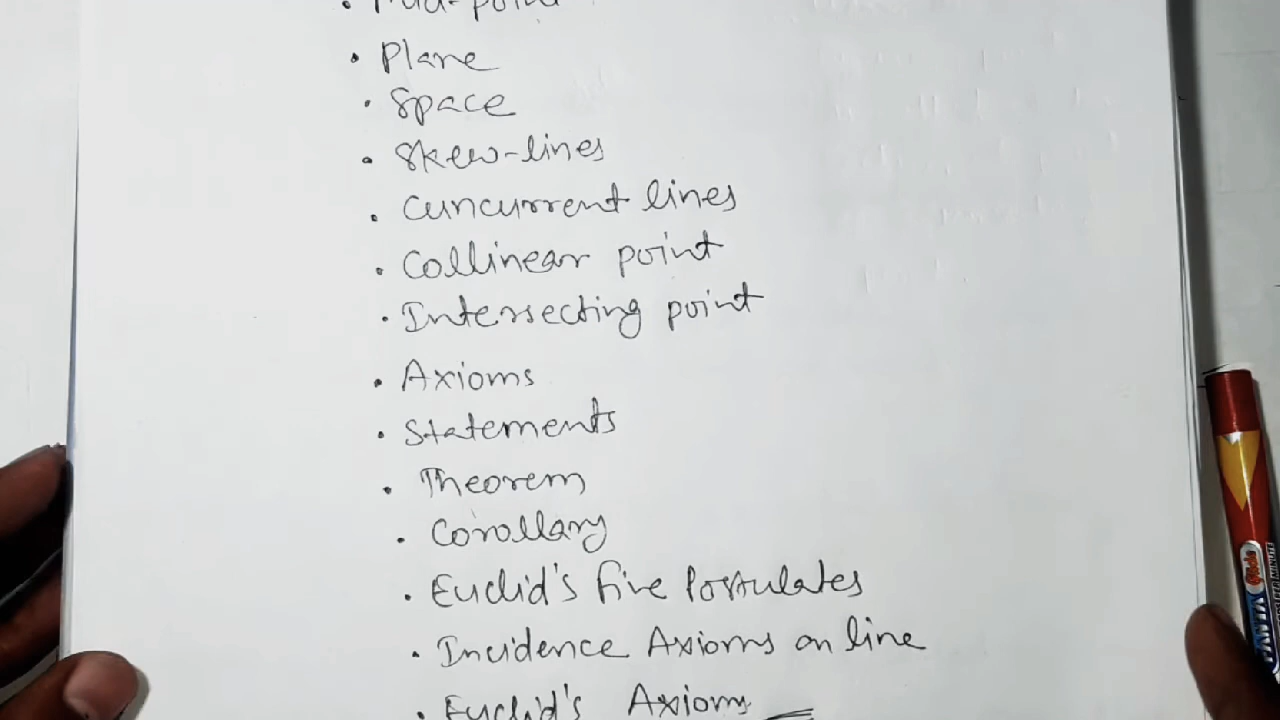 • Plane
• Space
• Skew-lines
• Cuncurrent lines
• Collinear point
• Intersecting point
• Axioms
• Statements
• Theorem
• Corollary
• Euclid's five Postulates
• Incidence Axioms on line
• Euclid's Axioms